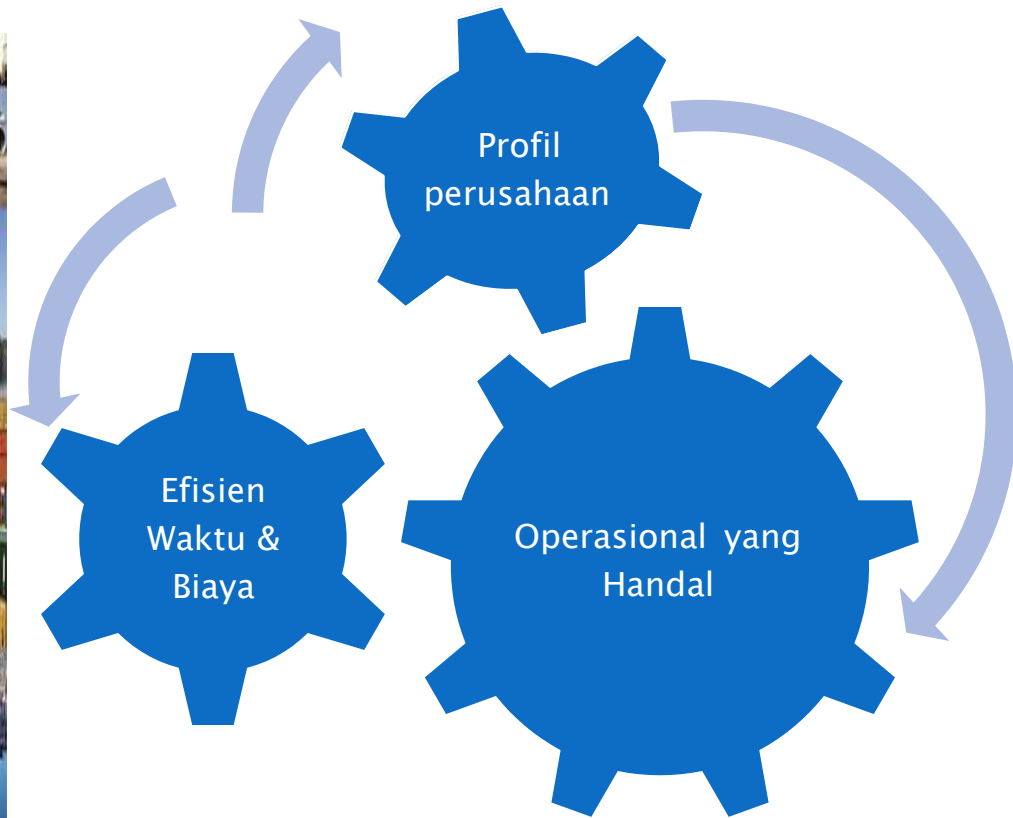 Profil
perusahaan
Efisien
Waktu &
Biaya
Operasional yang
Handal